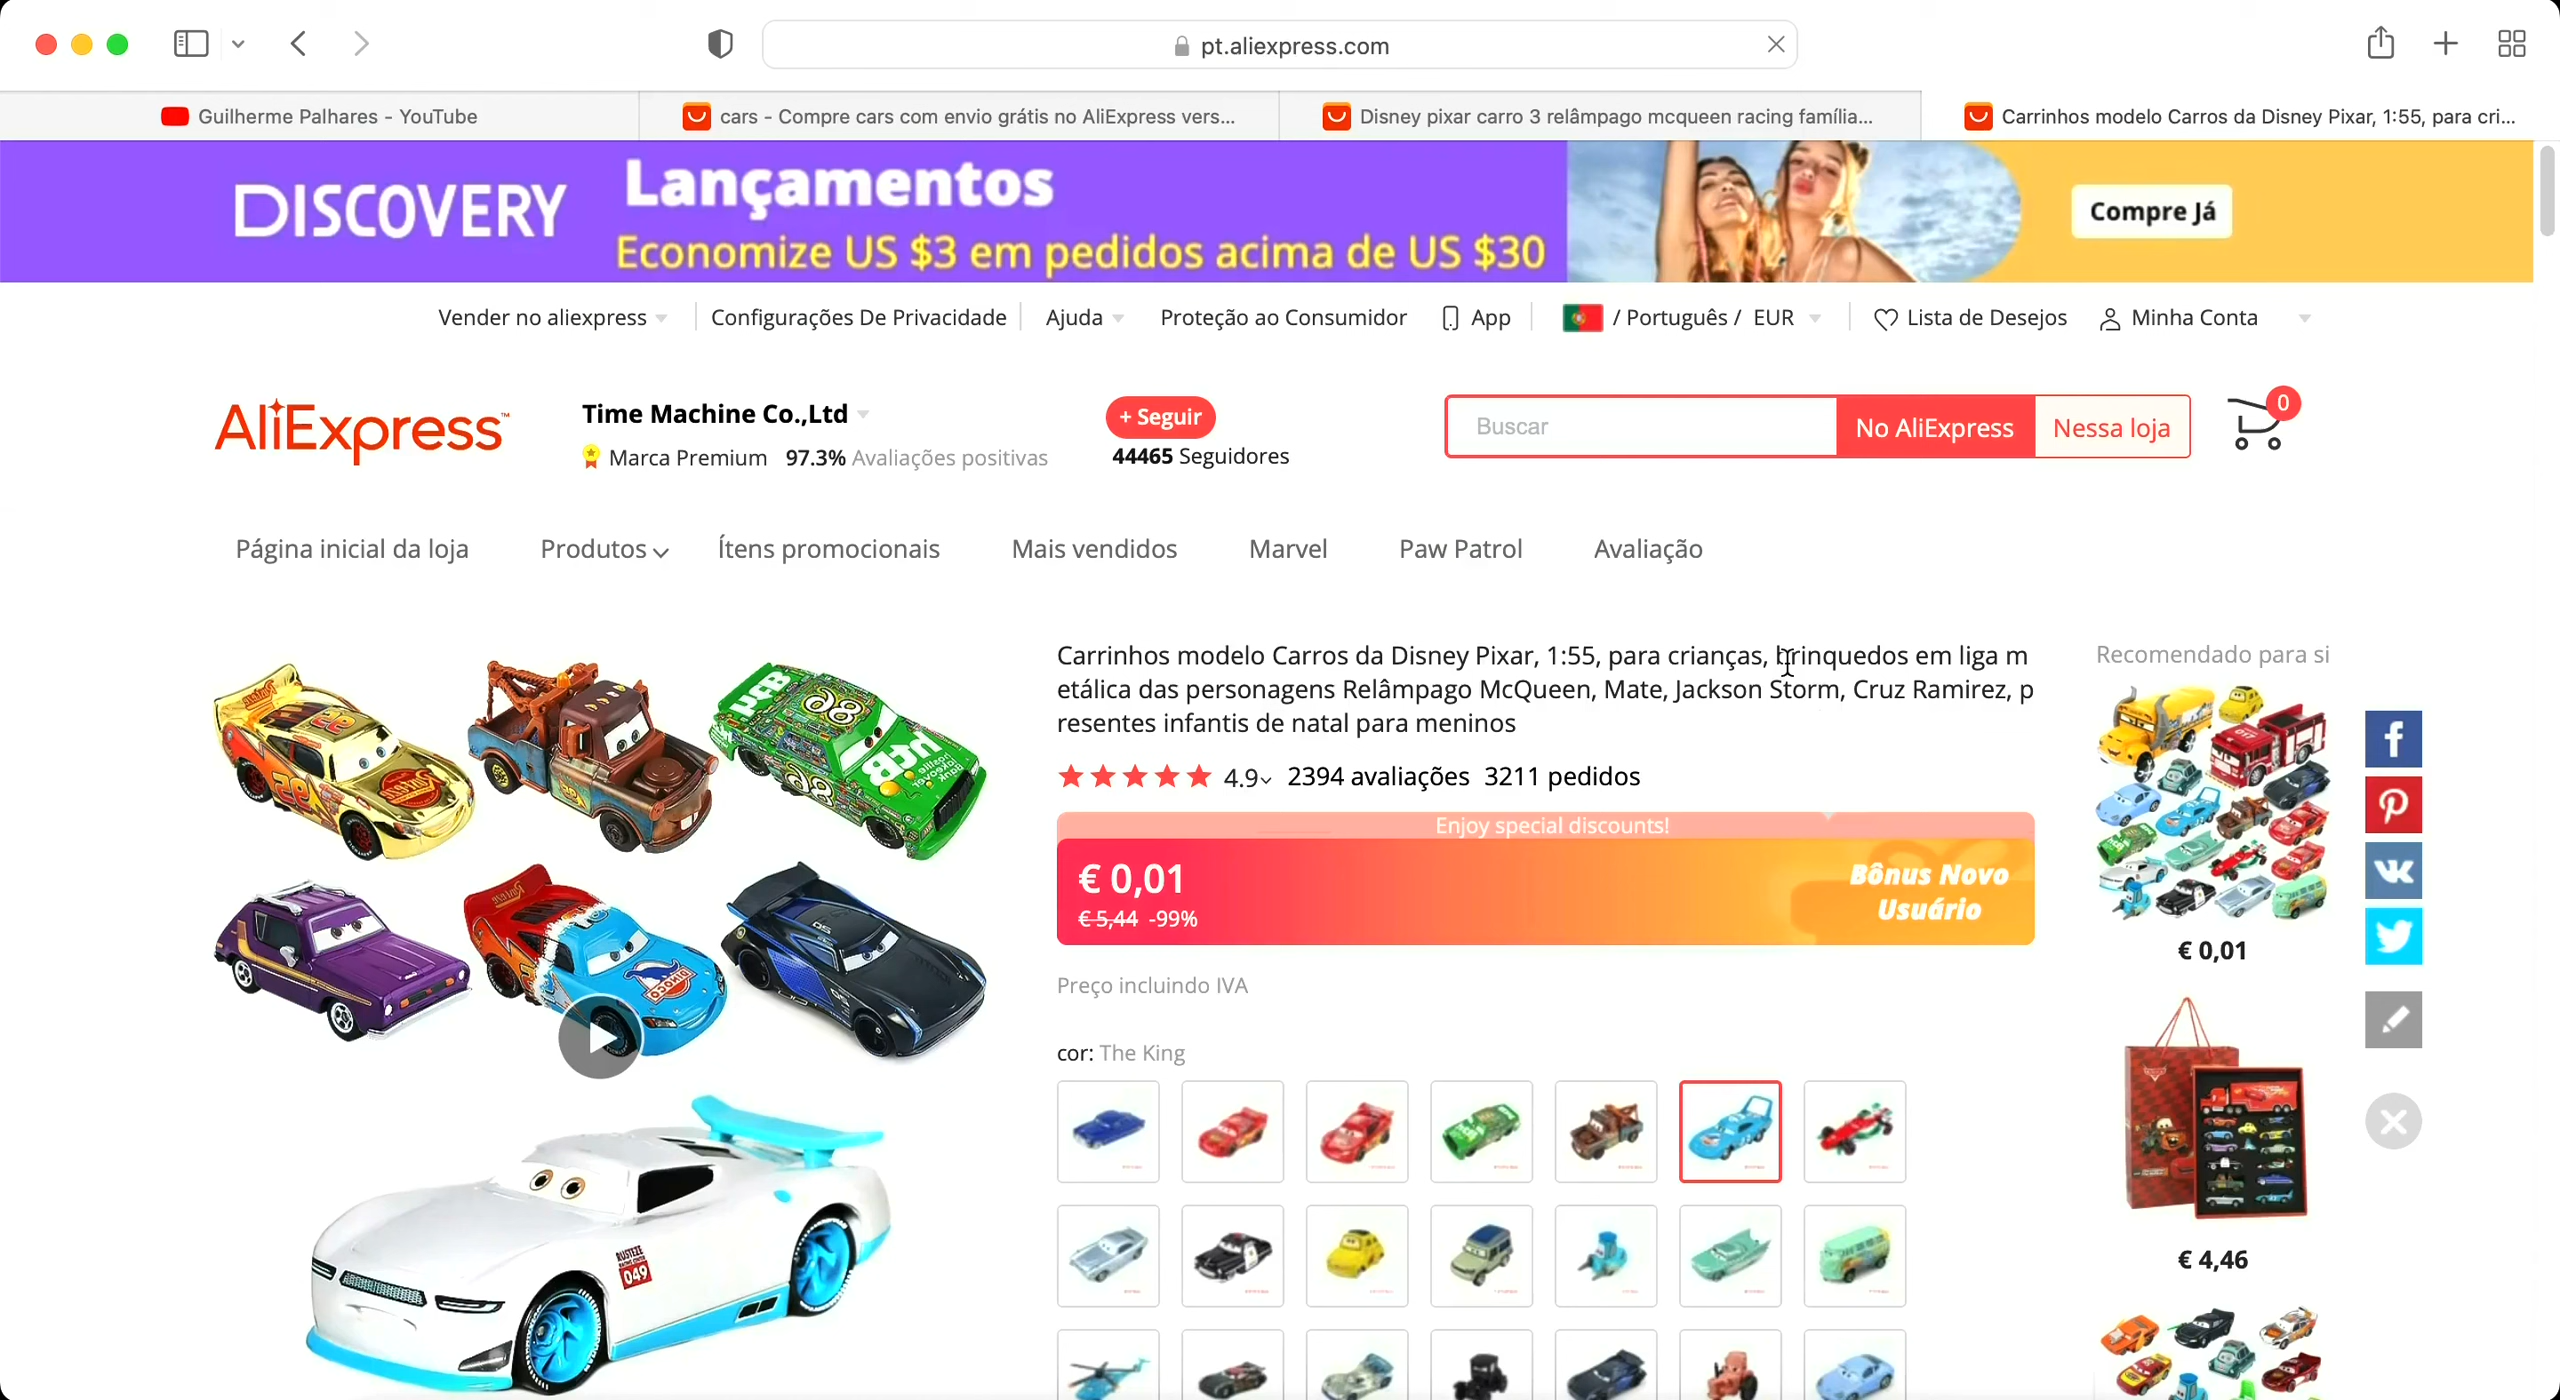 pt.aliexpress.com
Guilherme Palhares - YouTube
cars - Compre cars com envio grátis no AliExpress vers...
Disney pixar carro 3 relâmpago mcqueen racing família...
Carrinhos modelo Carros da Disney Pixar, 1:55, para cri...
DISCOVERY
Lançamentos
Economize US $3 em pedidos acima de US $30
Compre Já
Vender no aliexpress
Configurações De Privacidade
Ajuda
Proteção ao Consumidor
App
/ Português / EUR
Lista de Desejos
Minha Conta
AliExpress™
Time Machine Co.,Ltd
+ Seguir
Buscar
No AliExpress
Nessa loja
0
Marca Premium 97.3% Avaliações positivas
44465 Seguidores
Página inicial da loja
Produtos
Ítens promocionais
Mais vendidos
Marvel
Paw Patrol
Avaliação
Carrinhos modelo Carros da Disney Pixar, 1:55, para crianças, brinquedos em liga m
etálica das personagens Relâmpago McQueen, Mate, Jackson Storm, Cruz Ramirez, p
resentes infantis de natal para meninos
4.9 2394 avaliações 3211 pedidos
Enjoy special discounts!
€ 0,01
€ 5,44 -99%
Bônus Novo
Usuário
Preço incluindo IVA
cor: The King
Recomendado para si
€ 0,01
€ 4,46
95
86
HTB
DINOCO
RUSTEZE
049